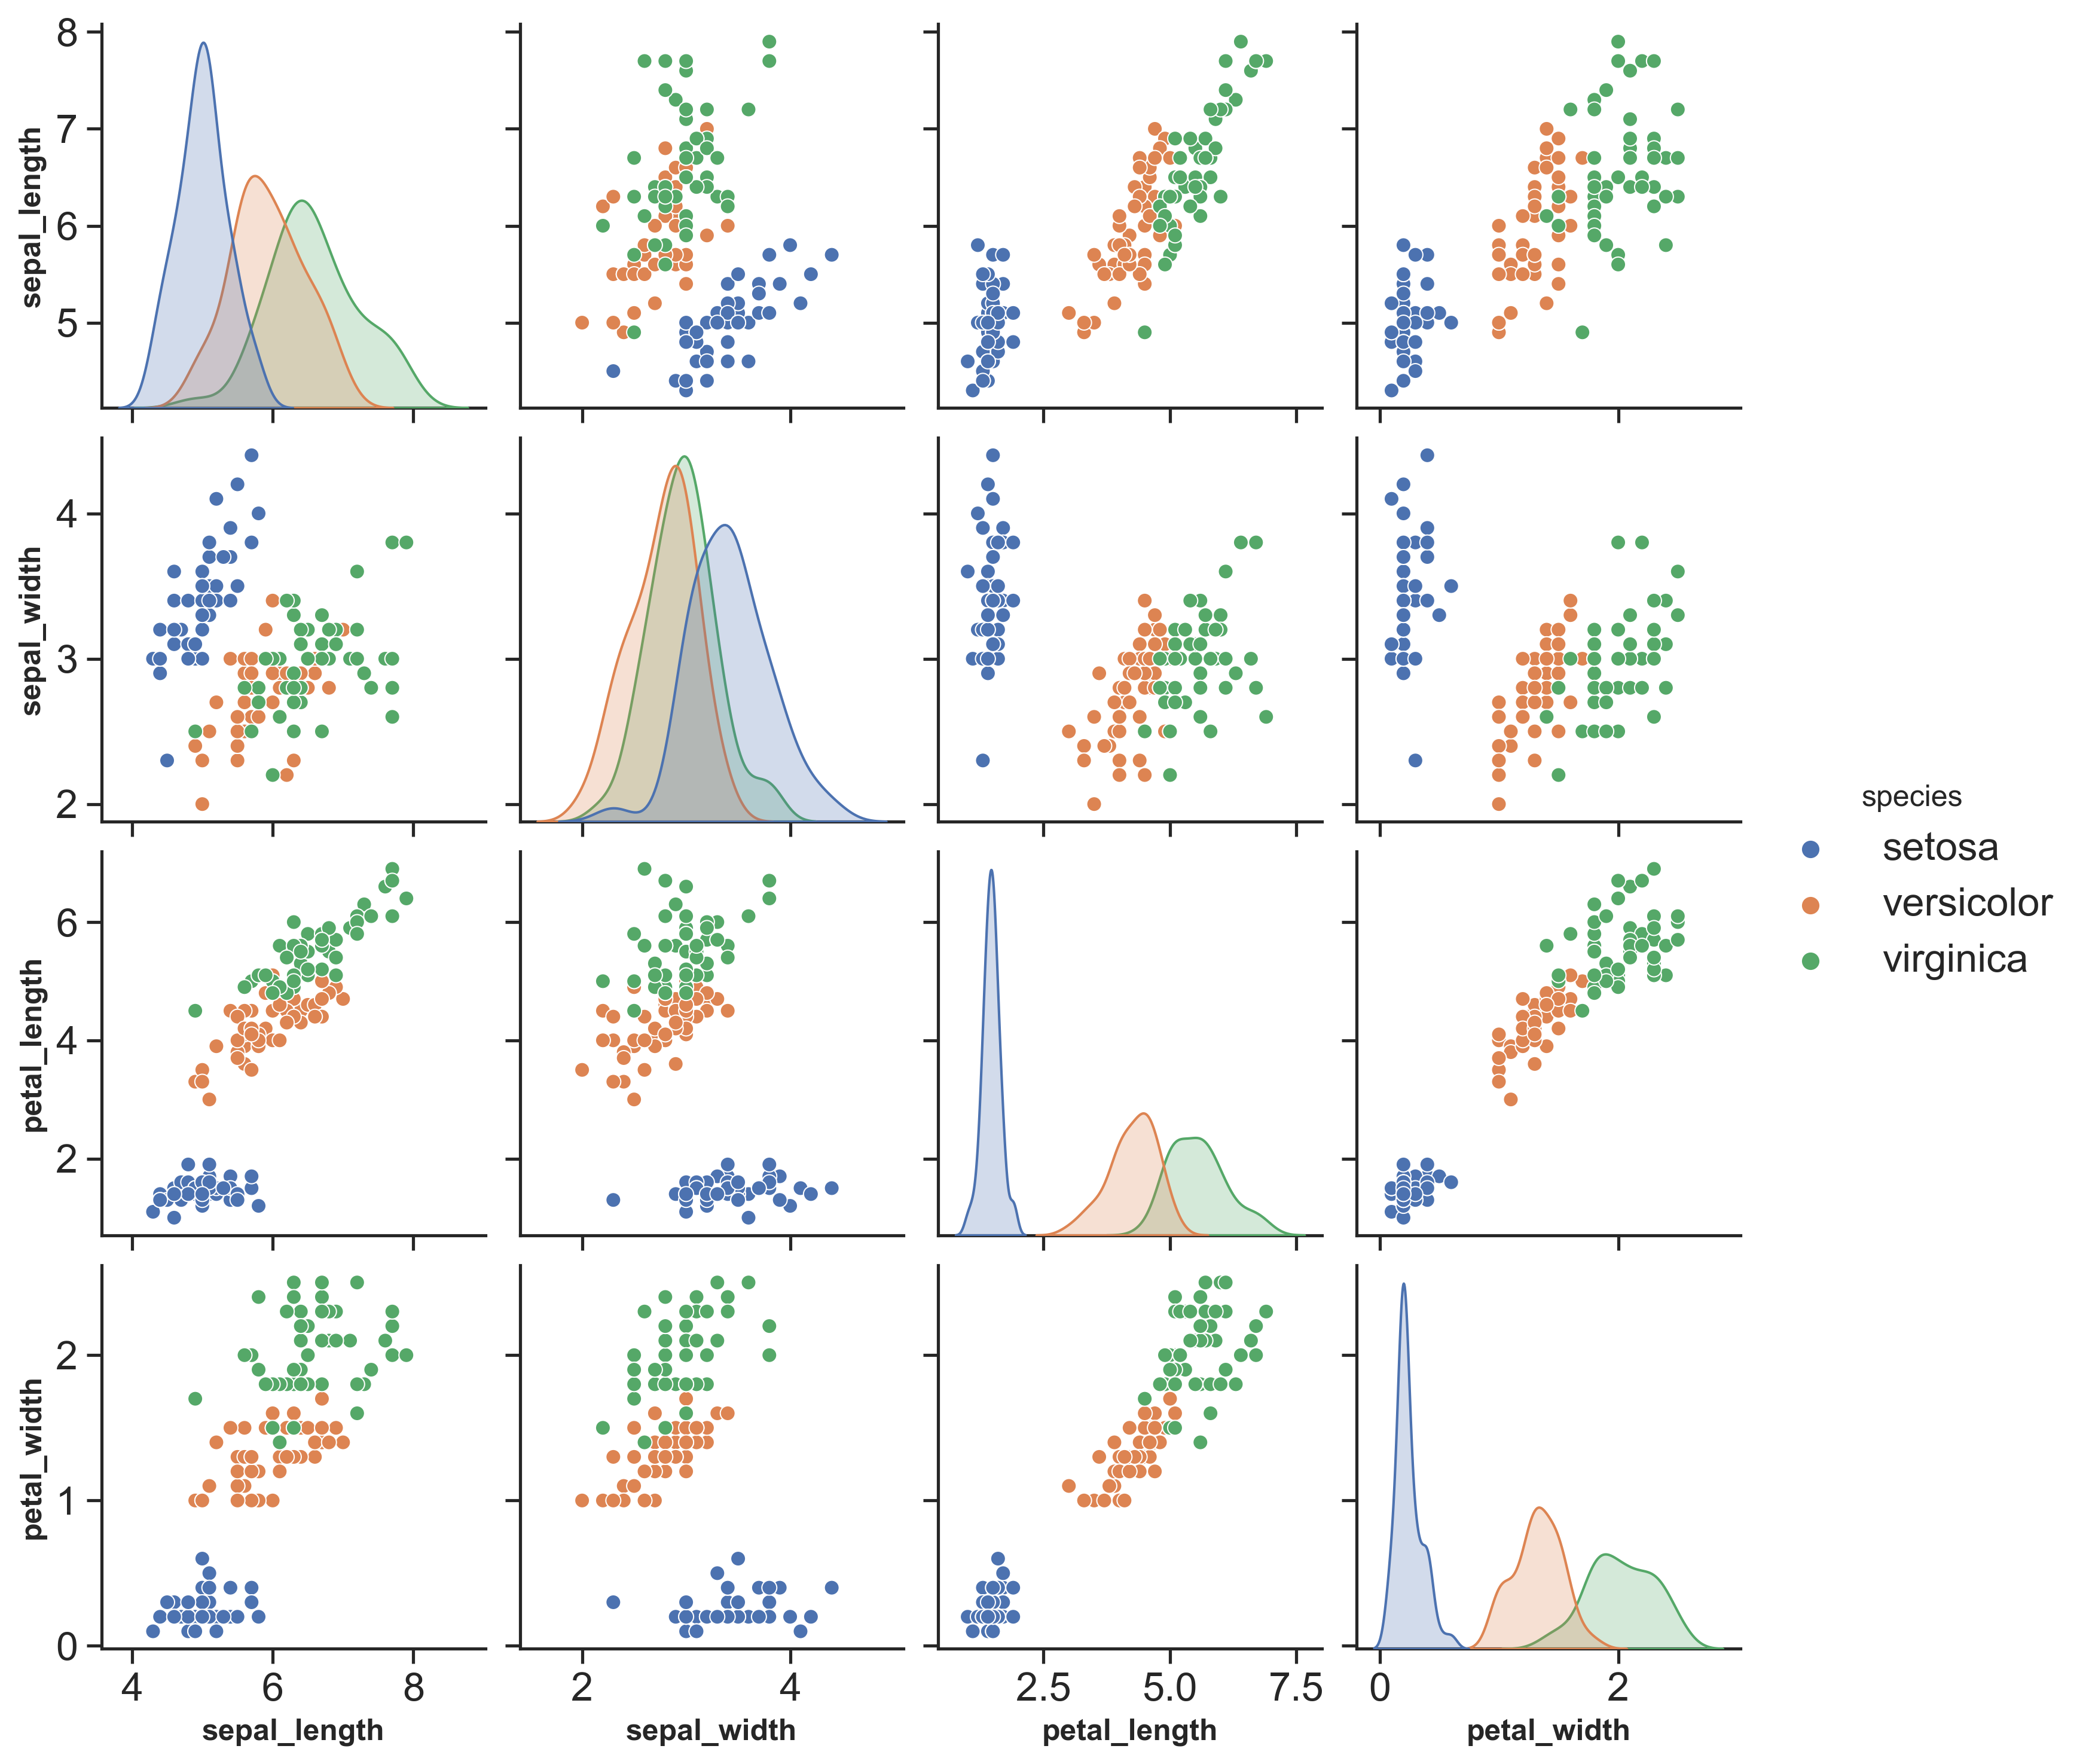 8
7
6
5
sepal_length
4
3
2
sepal_width
6
4
2
petal_length
2
1
0
petal_width
4 6 8
2 4
2.5 5.0 7.5
0 2
sepal_length
sepal_width
petal_length
petal_width
species
setosa
versicolor
virginica